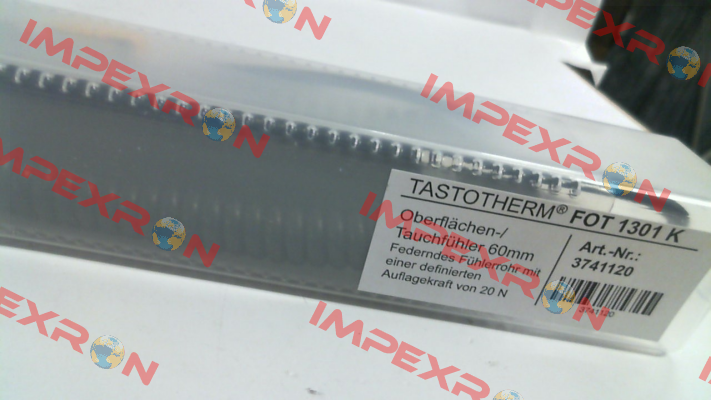 TASTOTHERM® FOT 1301 K
Oberflächen-/
Tauchfühler 60mm
Federndes Fühlerrohr mit
einer definierten
Auflagekraft von 20 N
Art.-Nr.:
3741120
3741120
IMPEXRON
IMPEXRON
IMPEXRON
IMPEXRON
IMPEXRON
IMPEXRON
IMPEXRON